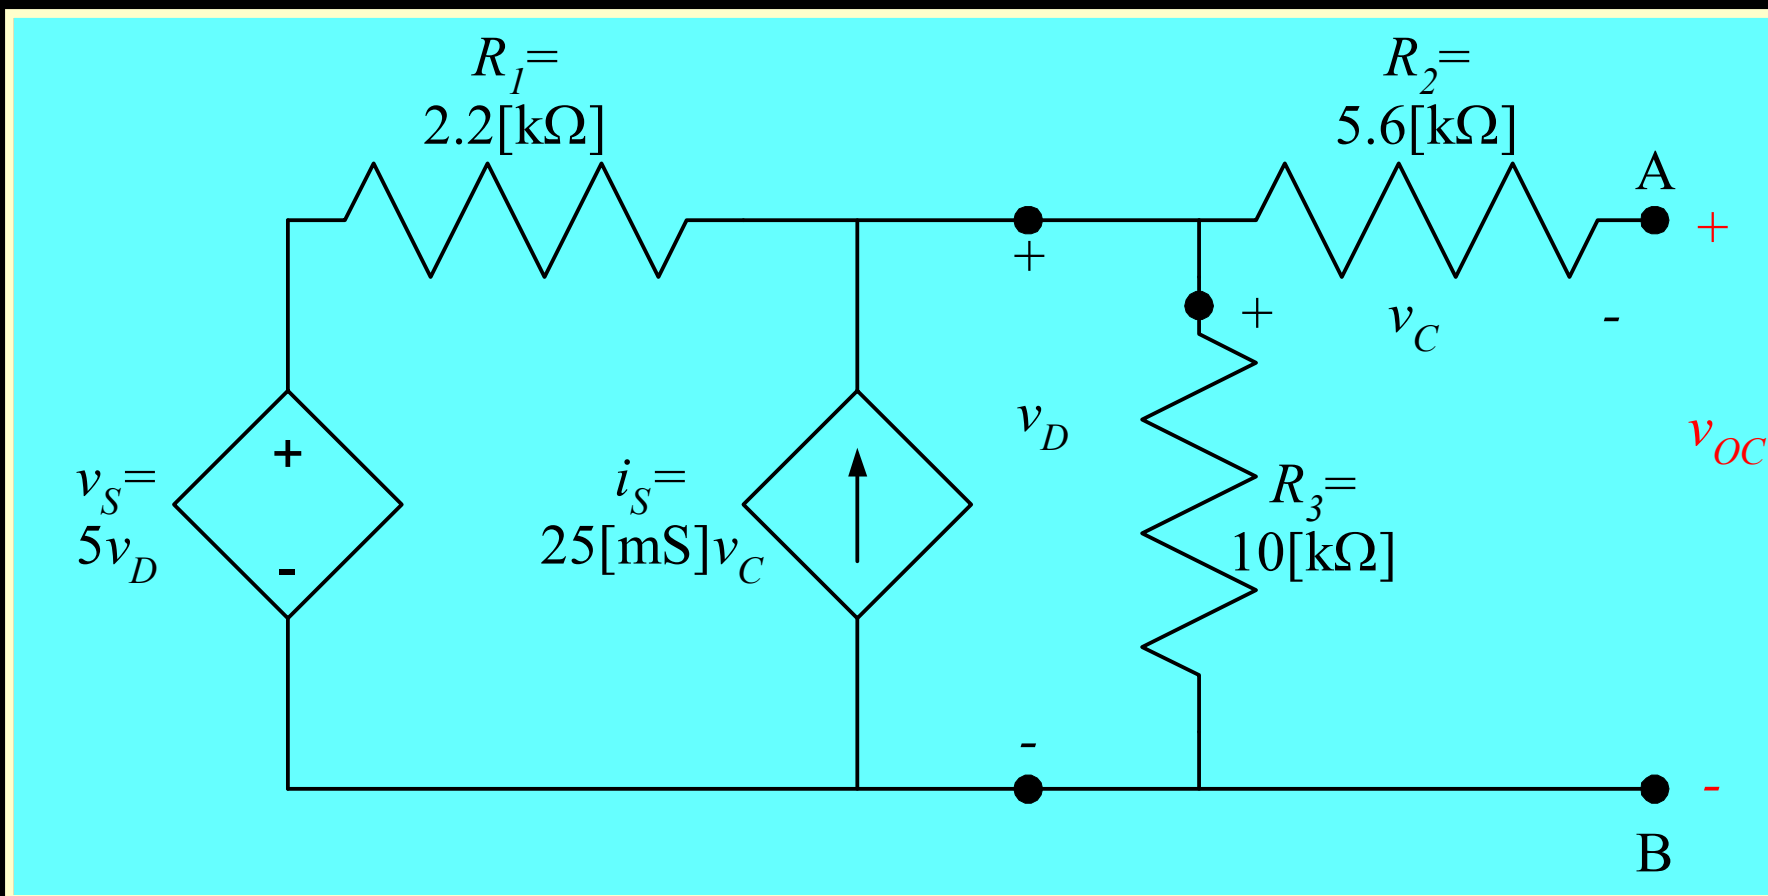 R1=
2.2[kΩ]
R2=
5.6[kΩ]
A
+
+
+
vC
-
vD
vOC
+
-
vS=
5vD
iS=
25[mS]vC
R3=
10[kΩ]
-
-
B